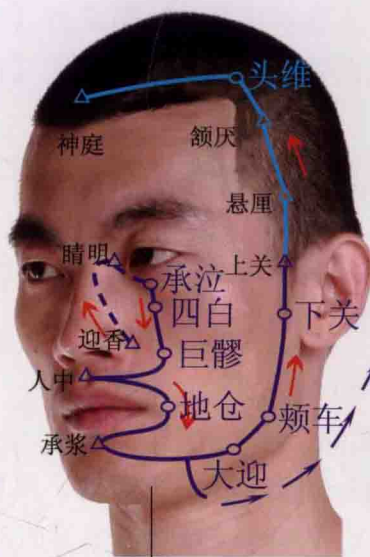 头维
神庭
颔厌
悬厘
睛明
上关
承泣
四白
下关
迎香
巨髎
人中
地仓
颊车
承浆
大迎